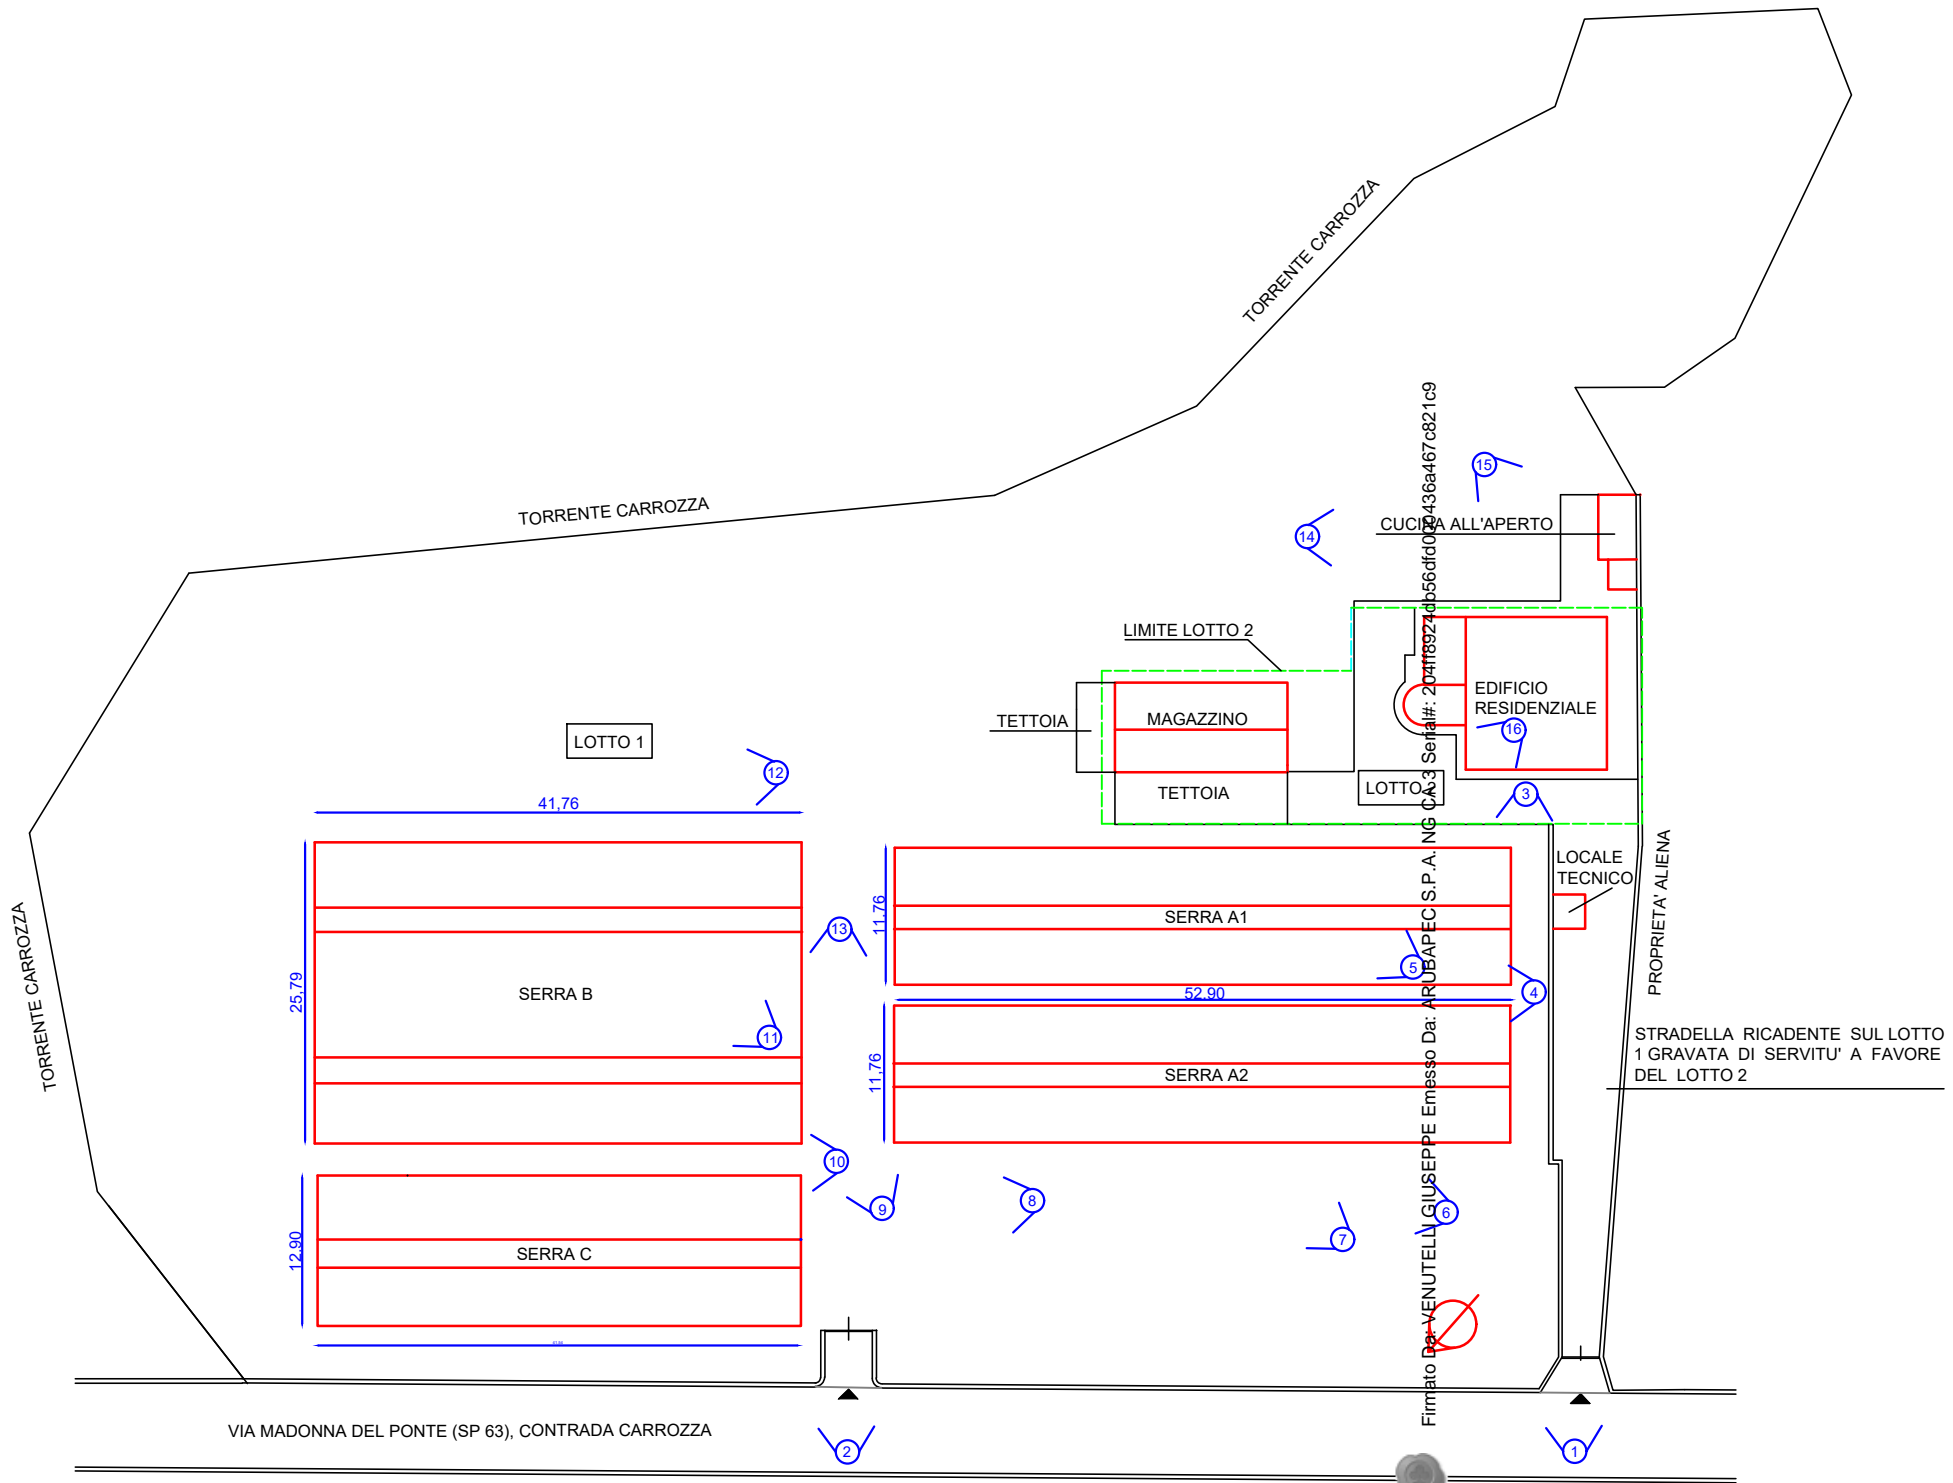 TORRENTE CARROZZA
TORRENTE CARROZZA
TORRENTE CARROZZA
15
14
CUCINA ALL'APERTO
LIMITE LOTTO 2
TETTOIA
MAGAZZINO
EDIFICIO
RESIDENZIALE
16
LOTTO 1
12
TETTOIA
LOTTO 2
3
41,76
LOCALE
TECNICO
PROPRIETA' ALIENA
11,76
SERRA A1
13
5
4
25,79
SERRA B
52,90
11
11,76
SERRA A2
STRADELLA RICADENTE SUL LOTTO
1 GRAVATA DI SERVITU' A FAVORE
DEL LOTTO 2
10
9
8
7
6
12,90
SERRA C
VIA MADONNA DEL PONTE (SP 63), CONTRADA CARROZZA
2
1
Firmato Da: VENUTELLI GIUSEPPE Emesso Da: ARUBAPEC S.P.A. NG CA 3 Serial#: